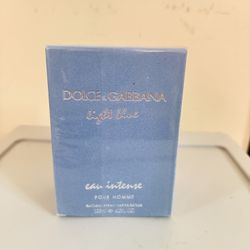 DOLCE & GABBANA
light blue
eau intense
POUR HOMME